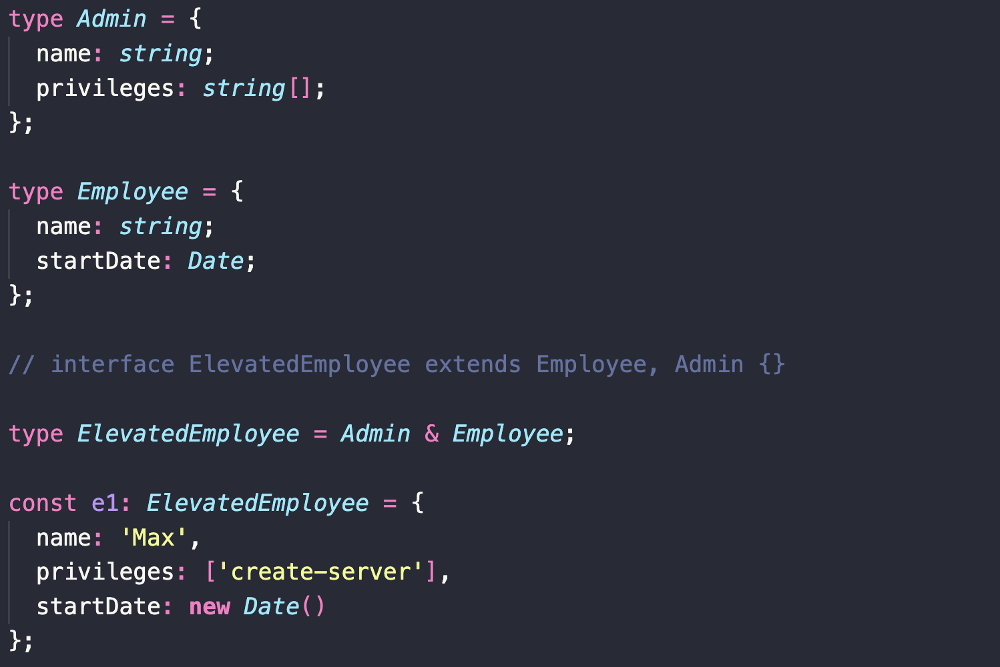 type Admin = {
  name: string;
  privileges: string[];
};

type Employee = {
  name: string;
  startDate: Date;
};

// interface ElevatedEmployee extends Employee, Admin {}

type ElevatedEmployee = Admin & Employee;

const e1: ElevatedEmployee = {
  name: 'Max',
  privileges: ['create-server'],
  startDate: new Date()
};